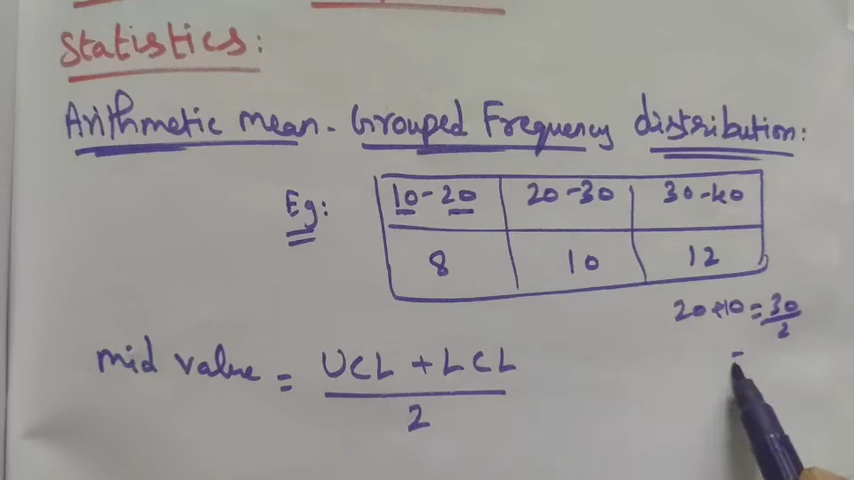 Statistics:
Arithmetic mean - Grouped Frequency distribution:
Eg:
10-20 20-30 30-40
8 10 12
20+10 = 30/2
=
mid value = UCL + LCL / 2